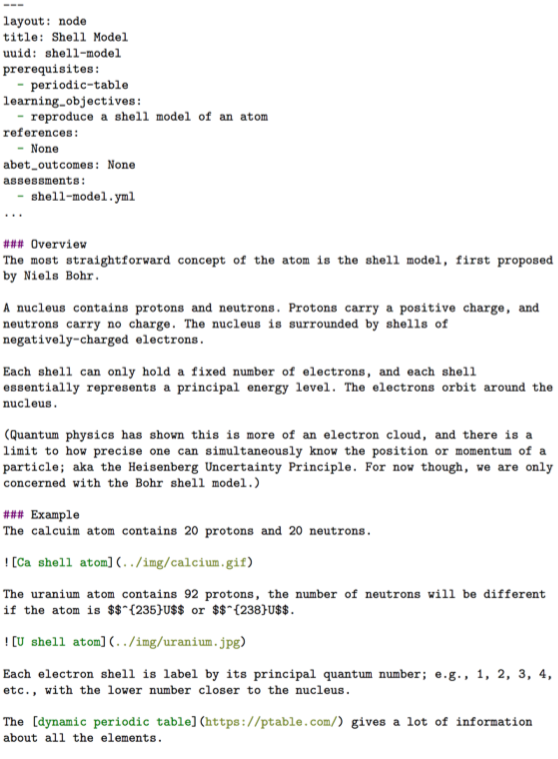 ---
layout: node
title: Shell Model
uuid: shell-model
prerequisites:
  - periodic-table
learning_objectives:
  - reproduce a shell model of an atom
references:
  - None
abet_outcomes: None
assessments:
  - shell-model.yml
...
### Overview
The most straightforward concept of the atom is the shell model, first proposed
by Niels Bohr.
A nucleus contains protons and neutrons. Protons carry a positive charge, and
neutrons carry no charge. The nucleus is surrounded by shells of
negatively-charged electrons.
Each shell can only hold a fixed number of electrons, and each shell
essentially represents a principal energy level. The electrons orbit around the
nucleus.
(Quantum physics has shown this is more of an electron cloud, and there is a
limit to how precise one can simultaneously know the position or momentum of a
particle; aka the Heisenberg Uncertainty Principle. For now though, we are only
concerned with the Bohr shell model.)
### Example
The calcuim atom contains 20 protons and 20 neutrons.
![Ca shell atom](../img/calcium.gif)
The uranium atom contains 92 protons, the number of neutrons will be different
if the atom is $$^{235}U$$ or $$^{238}U$$.
![U shell atom](../img/uranium.jpg)
Each electron shell is label by its principal quantum number; e.g., 1, 2, 3, 4,
etc., with the lower number closer to the nucleus.
The [dynamic periodic table](https://ptable.com/) gives a lot of information
about all the elements.